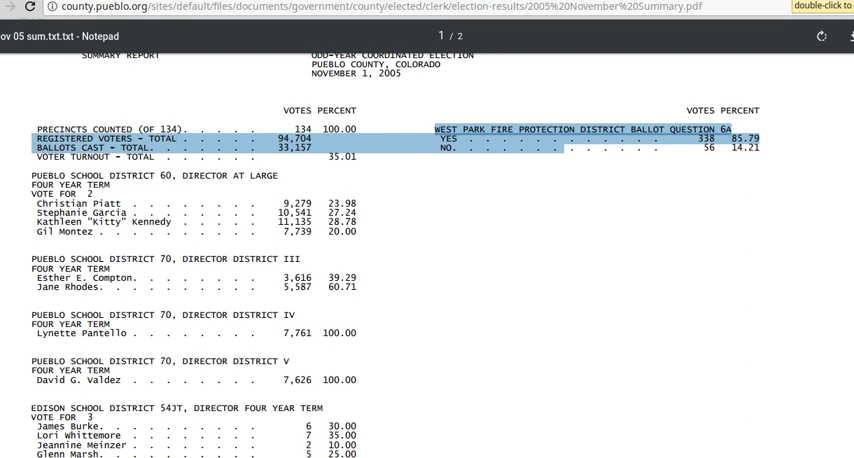 county.pueblo.org/sites/default/files/documents/government/county/elected/clerk/election-results/2005%20November%20Summary.pdf
double-click to
ov 05 sum.txt.txt - Notepad
1 / 2
SUMMARY REPORT
ODD-YEAR COORDINATED ELECTION
PUEBLO COUNTY, COLORADO
NOVEMBER 1, 2005
VOTES PERCENT
PRECINCTS COUNTED (OF 134). . . . . 134 100.00
REGISTERED VOTERS - TOTAL . . . . . 94,704
BALLOTS CAST - TOTAL. . . . . . . 33,157
VOTER TURNOUT - TOTAL . . . . . . 35.01
PUEBLO SCHOOL DISTRICT 60, DIRECTOR AT LARGE
FOUR YEAR TERM
VOTE FOR 2
Christian Piatt . . . . . . . . 9,279 23.98
Stephanie Garcia . . . . . . . . 10,541 27.24
Kathleen "Kitty" Kennedy . . . . . 11,135 28.78
Gil Montez . . . . . . . . . . 7,739 20.00
PUEBLO SCHOOL DISTRICT 70, DIRECTOR DISTRICT III
FOUR YEAR TERM
Esther E. Compton. . . . . . . . 3,616 39.29
Jane Rhodes. . . . . . . . . . 5,587 60.71
PUEBLO SCHOOL DISTRICT 70, DIRECTOR DISTRICT IV
FOUR YEAR TERM
Lynette Pantello . . . . . . . . 7,761 100.00
PUEBLO SCHOOL DISTRICT 70, DIRECTOR DISTRICT V
FOUR YEAR TERM
David G. Valdez . . . . . . . . 7,626 100.00
EDISON SCHOOL DISTRICT 54JT, DIRECTOR FOUR YEAR TERM
VOTE FOR 3
James Burke. . . . . . . . . . 6 30.00
Lori Whittemore . . . . . . . . 7 35.00
Jeannine Meinzer . . . . . . . . 2 10.00
Glenn Marsh. . . . . . . . . . 5 25.00
VOTES PERCENT
WEST PARK FIRE PROTECTION DISTRICT BALLOT QUESTION 6A
YES . . . . . . . . . . . . 338 85.79
NO. . . . . . . . . . . . . 56 14.21